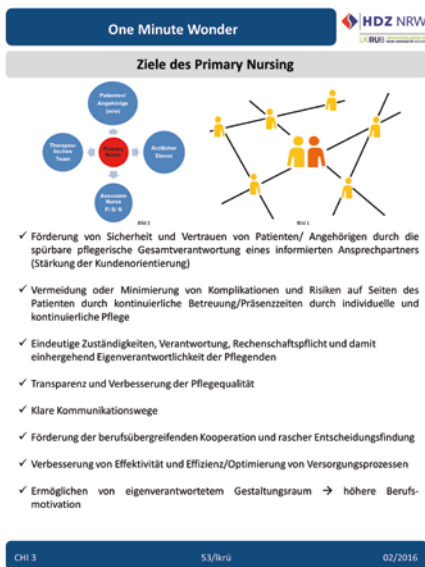 One Minute Wonder
HDZ NRW
Ziele des Primary Nursing
Patienten/
Angehörige
(m/w)
Therapeu-
tisches
Team
Primary
Nurse
Ärztlicher
Dienst
Associate
Nurse
F/ S/ N
Bild 2
Bild 1
✓ Förderung von Sicherheit und Vertrauen von Patienten/ Angehörigen durch die
spürbare pflegerische Gesamtverantwortung eines informierten Ansprechpartners
(Stärkung der Kundenorientierung)
✓ Vermeidung oder Minimierung von Komplikationen und Risiken auf Seiten des
Patienten durch kontinuierliche Betreuung/Präsenzzeiten durch individuelle und
kontinuierliche Pflege
✓ Eindeutige Zuständigkeiten, Verantwortung, Rechenschaftspflicht und damit
einhergehend Eigenverantwortlichkeit der Pflegenden
✓ Transparenz und Verbesserung der Pflegequalität
✓ Klare Kommunikationswege
✓ Förderung der berufsübergreifenden Kooperation und rascher Entscheidungsfindung
✓ Verbesserung von Effektivität und Effizienz/Optimierung von Versorgungsprozessen
✓ Ermöglichen von eigenverantwortetem Gestaltungsraum → höhere Berufs-
motivation
CHI 3
53/lkrü
02/2016